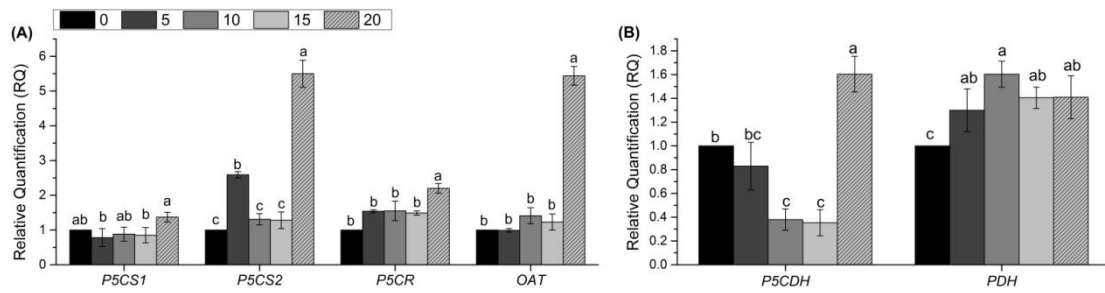 0 5 10 15 20
(A)
Relative Quantification (RQ)
6
5
4
3
2
1
0
ab b ab b a
c b c c a
c b b b a
b b b b a
P5CS1 P5CS2 P5CR OAT
(B)
Relative Quantification (RQ)
1.8
1.6
1.4
1.2
1.0
0.8
0.6
0.4
0.2
0.0
b bc c c a
c ab a ab ab
P5CDH PDH